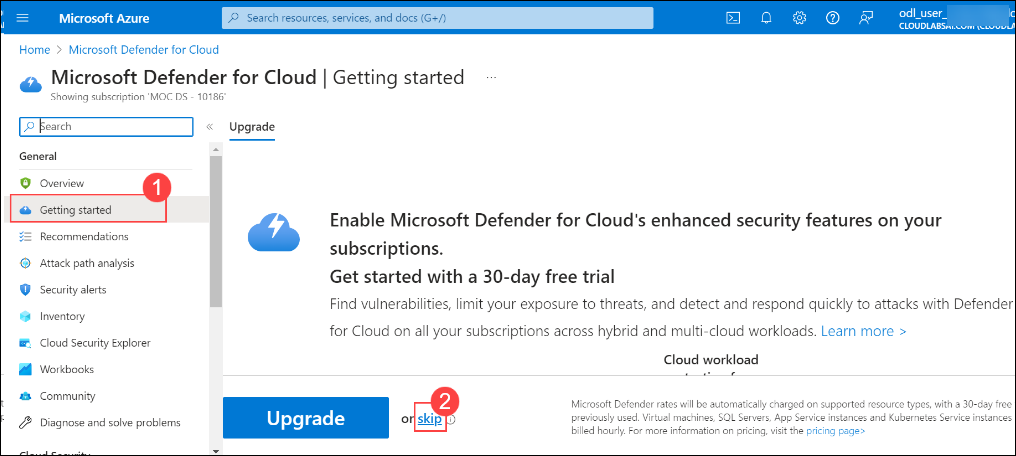 Microsoft Azure
Search resources, services, and docs (G+/)
odl_user_
CLOUDLABSAI.COM (CLOUDLA
Home > Microsoft Defender for Cloud
Microsoft Defender for Cloud | Getting started ...
Showing subscription 'MOC DS - 10186'
Search
«
Upgrade
General
Overview
1
Getting started
Recommendations
Attack path analysis
Security alerts
Inventory
Cloud Security Explorer
Workbooks
Community
Diagnose and solve problems
Cloud Security
Enable Microsoft Defender for Cloud's enhanced security features on your
subscriptions.
Get started with a 30-day free trial
Find vulnerabilities, limit your exposure to threats, and detect and respond quickly to attacks with Defender
for Cloud on all your subscriptions across hybrid and multi-cloud workloads. Learn more >
Cloud workload
Upgrade
or skip
2
Microsoft Defender rates will be automatically charged on supported resource types, with a 30-day free
previously used. Virtual machines, SQL Servers, App Service instances and Kubernetes Service instances
billed hourly. For more information on pricing, visit the pricing page>